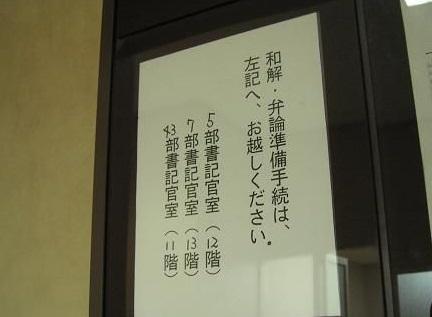 和解・弁論準備手続は、
左記へ、お越しください。
5部書記官室（12階）
7部書記官室（13階）
43部書記官室（11階）